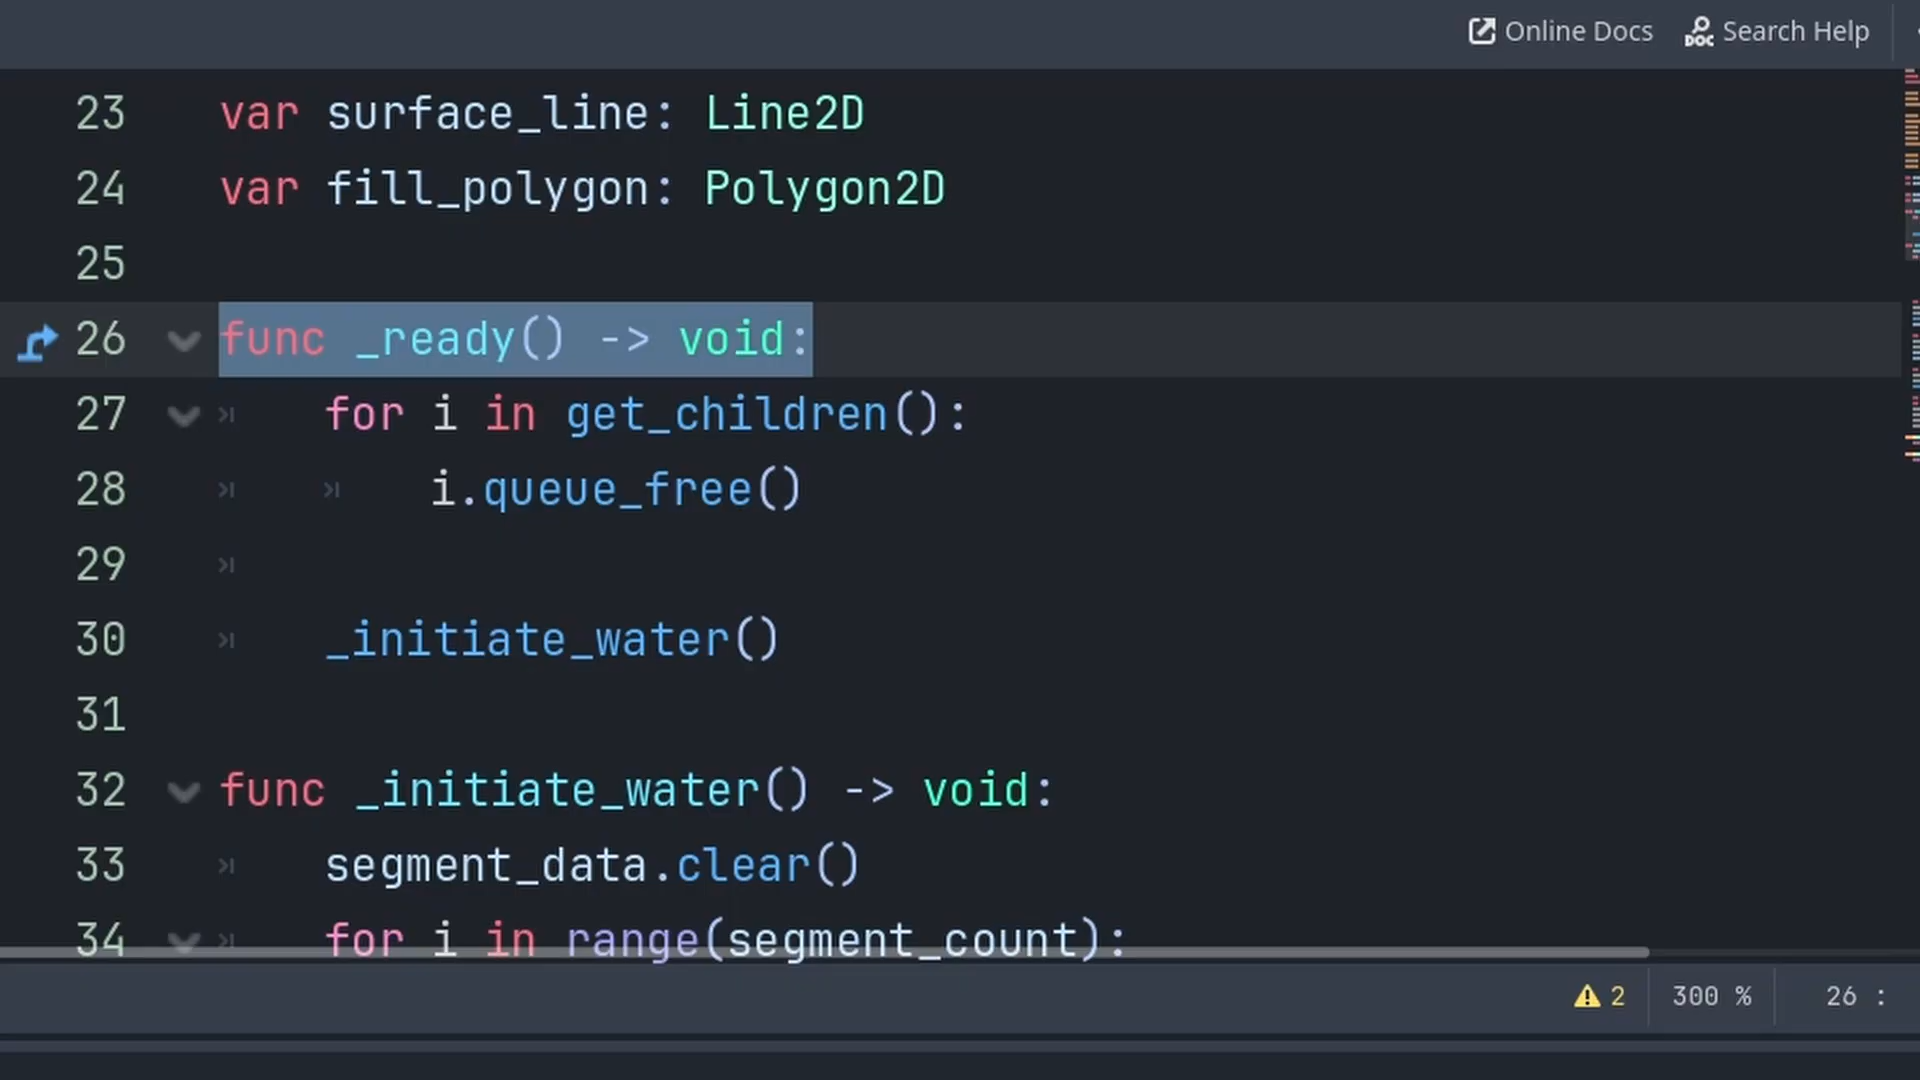 Online Docs
DOC Search Help
23 var surface_line: Line2D
24 var fill_polygon: Polygon2D
25
26 func _ready() -> void:
27 for i in get_children():
28 i.queue_free()
29
30 _initiate_water()
31
32 func _initiate_water() -> void:
33 segment_data.clear()
34 for i in range(segment_count):
2
300 %
26 :